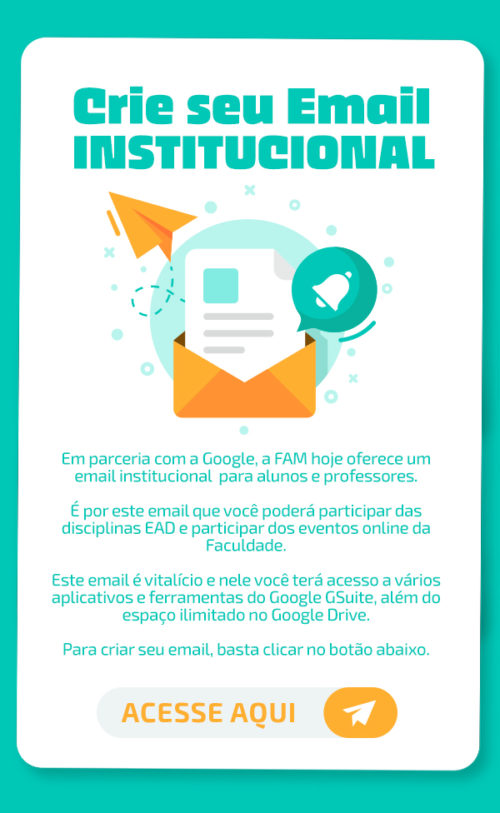 Crie seu Email
INSTITUCIONAL
Em parceria com a Google, a FAM hoje oferece um
email institucional para alunos e professores.
É por este email que você poderá participar das
disciplinas EAD e participar dos eventos online da
Faculdade.
Este email é vitalício e nele você terá acesso a vários
aplicativos e ferramentas do Google GSuite, além do
espaço ilimitado no Google Drive.
Para criar seu email, basta clicar no botão abaixo.
ACESSE AQUI